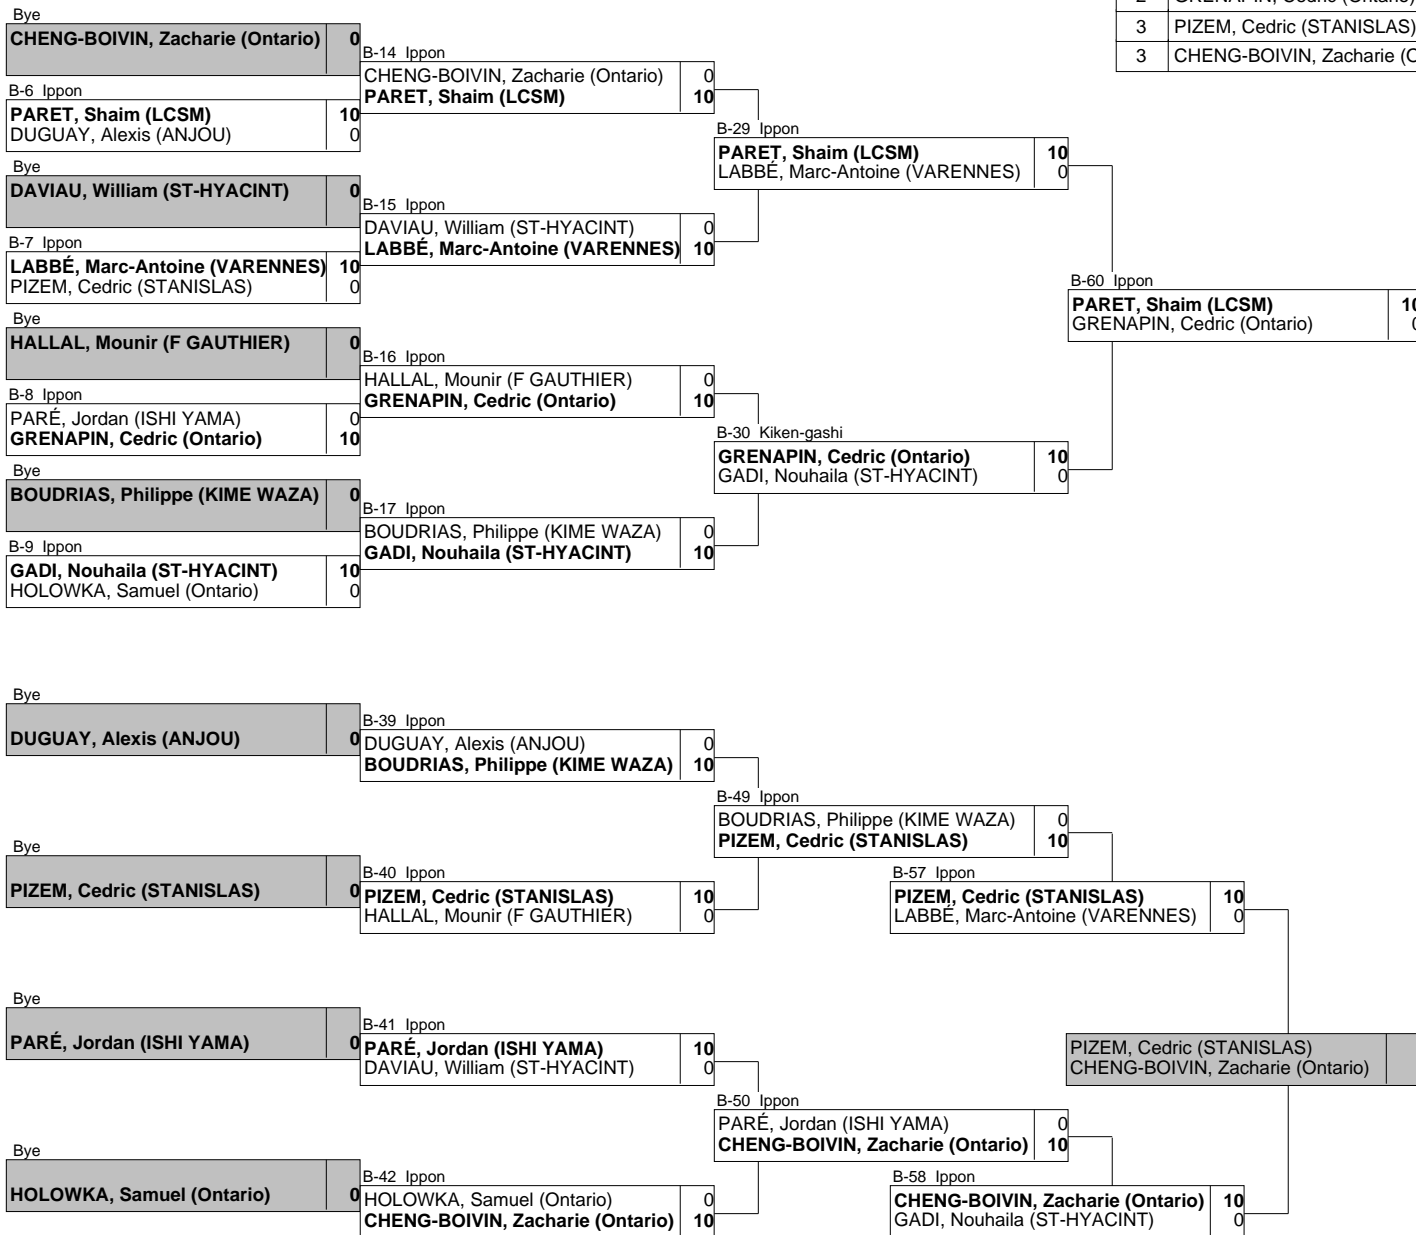 Bye
CHENG-BOIVIN, Zacharie (Ontario) 0
B-6 Ippon
PARET, Shaim (LCSM) 10
DUGUAY, Alexis (ANJOU) 0
Bye
DAVIAU, William (ST-HYACINT) 0
B-7 Ippon
LABBÉ, Marc-Antoine (VARENNES) 10
PIZEM, Cedric (STANISLAS) 0
Bye
HALLAL, Mounir (F GAUTHIER) 0
B-8 Ippon
PARÉ, Jordan (ISHI YAMA) 0
GRENAPIN, Cedric (Ontario) 10
Bye
BOUDRIAS, Philippe (KIME WAZA) 0
B-9 Ippon
GADI, Nouhaila (ST-HYACINT) 10
HOLOWKA, Samuel (Ontario) 0
B-14 Ippon
CHENG-BOIVIN, Zacharie (Ontario) 0
PARET, Shaim (LCSM) 10
B-15 Ippon
DAVIAU, William (ST-HYACINT) 0
LABBÉ, Marc-Antoine (VARENNES) 10
B-16 Ippon
HALLAL, Mounir (F GAUTHIER) 0
GRENAPIN, Cedric (Ontario) 10
B-17 Ippon
BOUDRIAS, Philippe (KIME WAZA) 0
GADI, Nouhaila (ST-HYACINT) 10
B-29 Ippon
PARET, Shaim (LCSM) 10
LABBÉ, Marc-Antoine (VARENNES) 0
B-30 Kiken-gashi
GRENAPIN, Cedric (Ontario) 10
GADI, Nouhaila (ST-HYACINT) 0
B-60 Ippon
PARET, Shaim (LCSM) 10
GRENAPIN, Cedric (Ontario) 0
2 GRENAPIN, Cedric (Ontario)
3 PIZEM, Cedric (STANISLAS)
3 CHENG-BOIVIN, Zacharie (O
Bye
DUGUAY, Alexis (ANJOU) 0
Bye
PIZEM, Cedric (STANISLAS) 0
Bye
PARÉ, Jordan (ISHI YAMA) 0
Bye
HOLOWKA, Samuel (Ontario) 0
B-39 Ippon
DUGUAY, Alexis (ANJOU) 0
BOUDRIAS, Philippe (KIME WAZA) 10
B-40 Ippon
PIZEM, Cedric (STANISLAS) 10
HALLAL, Mounir (F GAUTHIER) 0
B-41 Ippon
PARÉ, Jordan (ISHI YAMA) 10
DAVIAU, William (ST-HYACINT) 0
B-42 Ippon
HOLOWKA, Samuel (Ontario) 0
CHENG-BOIVIN, Zacharie (Ontario) 10
B-49 Ippon
BOUDRIAS, Philippe (KIME WAZA) 0
PIZEM, Cedric (STANISLAS) 10
B-50 Ippon
PARÉ, Jordan (ISHI YAMA) 0
CHENG-BOIVIN, Zacharie (Ontario) 10
B-57 Ippon
PIZEM, Cedric (STANISLAS) 10
LABBÉ, Marc-Antoine (VARENNES) 0
B-58 Ippon
CHENG-BOIVIN, Zacharie (Ontario) 10
GADI, Nouhaila (ST-HYACINT) 0
PIZEM, Cedric (STANISLAS)
CHENG-BOIVIN, Zacharie (Ontario)